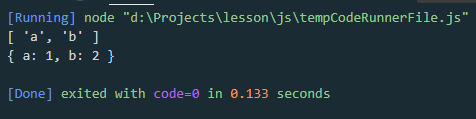 [Running] node "d:\Projects\lesson\js\tempCodeRunnerFile.js"
[ 'a', 'b' ]
{ a: 1, b: 2 }
[Done] exited with code=0 in 0.133 seconds